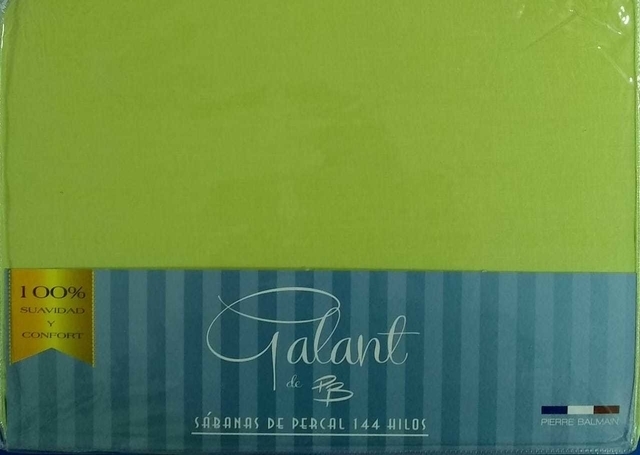 100%
SUAVIDAD
Y
CONFORT
Galant
de PB
SÁBANAS DE PERCAL 144 HILOS
PIERRE BALMAIN